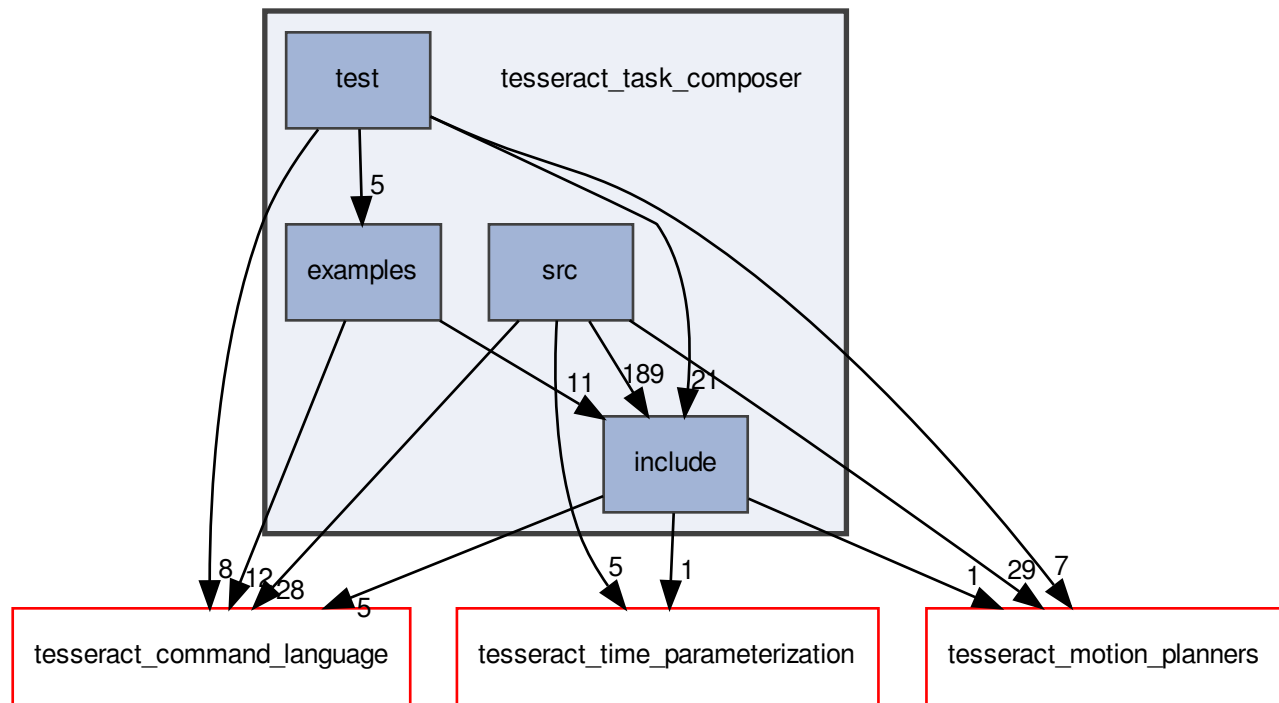 test
tesseract_task_composer
5
examples
src
11
189
21
include
8
12
28
5
5
1
1
29
7
tesseract_command_language
tesseract_time_parameterization
tesseract_motion_planners